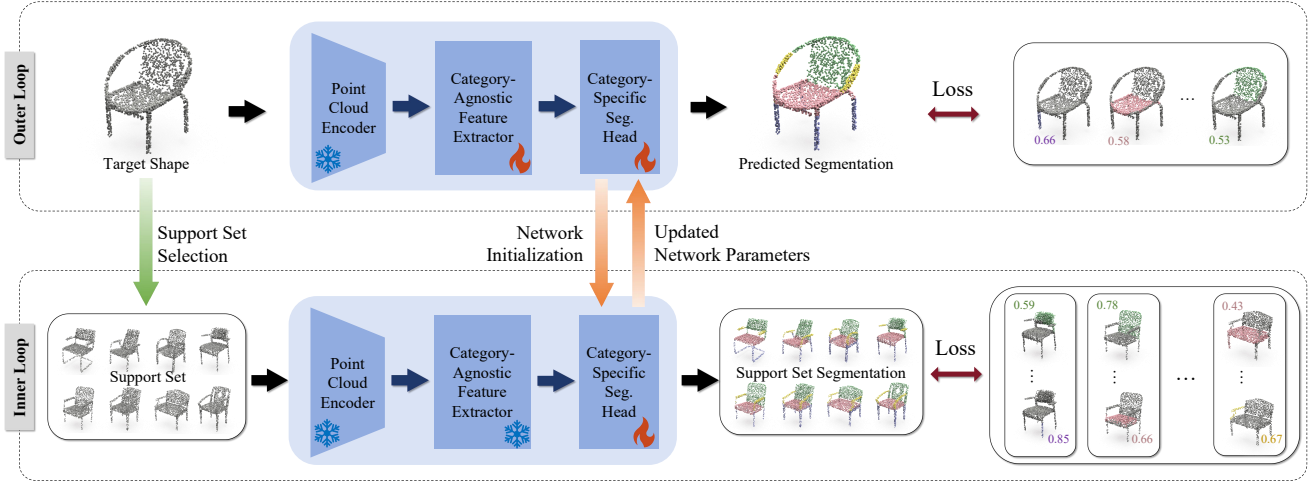 Outer Loop
Target Shape
Point
Cloud
Encoder
Category-
Agnostic
Feature
Extractor
Category-
Specific
Seg.
Head
Predicted Segmentation
Loss
0.66
0.58
...
0.53
Support Set
Selection
Network
Initialization
Updated
Network Parameters
Inner Loop
Support Set
Point
Cloud
Encoder
Category-
Agnostic
Feature
Extractor
Category-
Specific
Seg.
Head
Support Set Segmentation
Loss
0.59
0.85
0.78
0.66
...
0.43
0.67